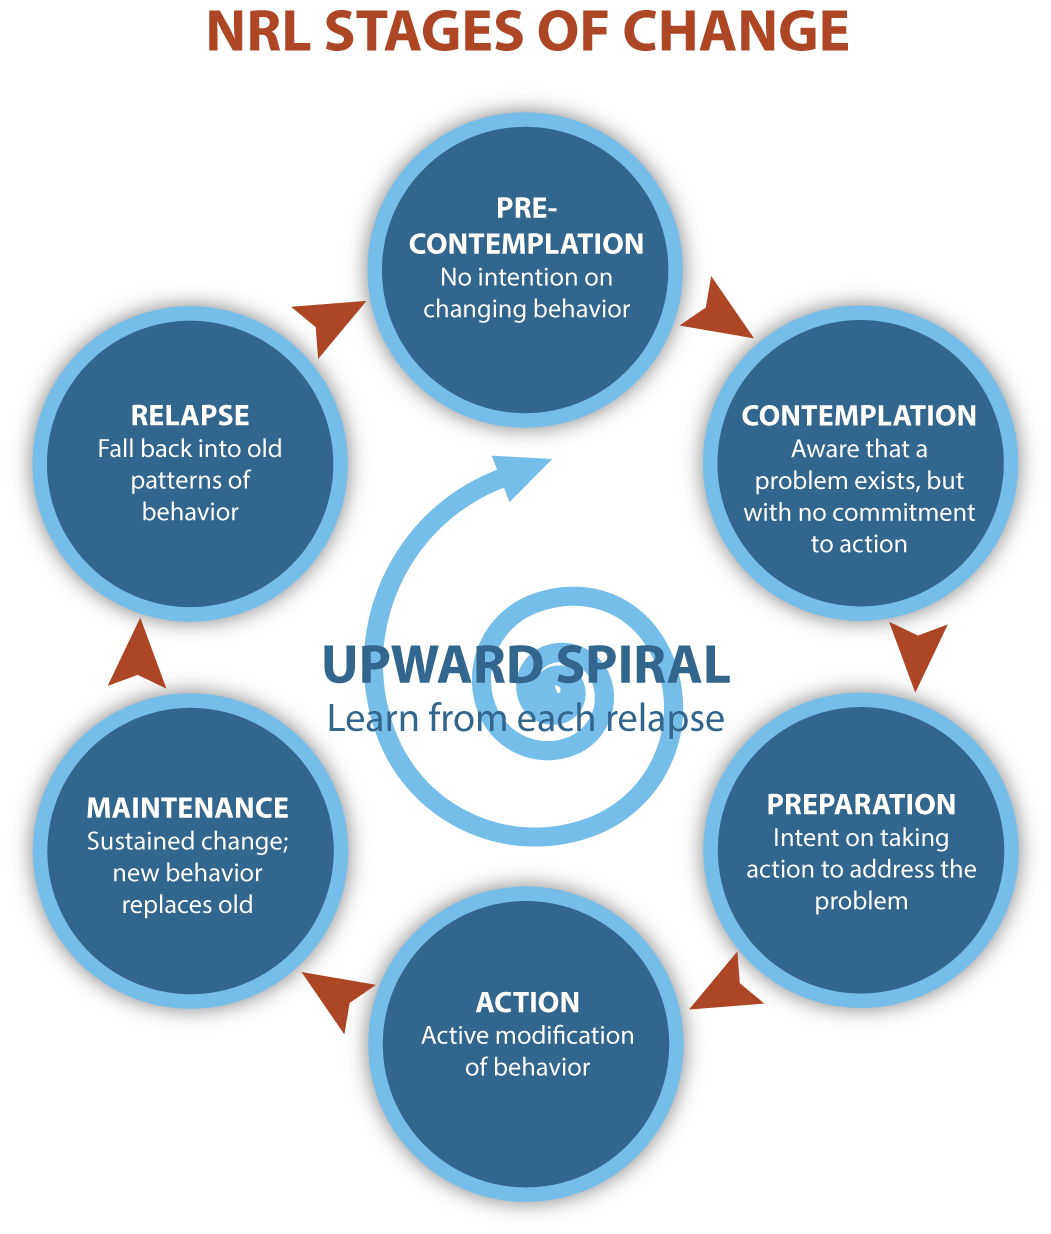 NRL STAGES OF CHANGE
PRE-
CONTEMPLATION
No intention on
changing behavior
CONTEMPLATION
Aware that a
problem exists, but
with no commitment
to action
PREPARATION
Intent on taking
action to address the
problem
ACTION
Active modification
of behavior
MAINTENANCE
Sustained change;
new behavior
replaces old
RELAPSE
Fall back into old
patterns of
behavior
UPWARD SPIRAL
Learn from each relapse